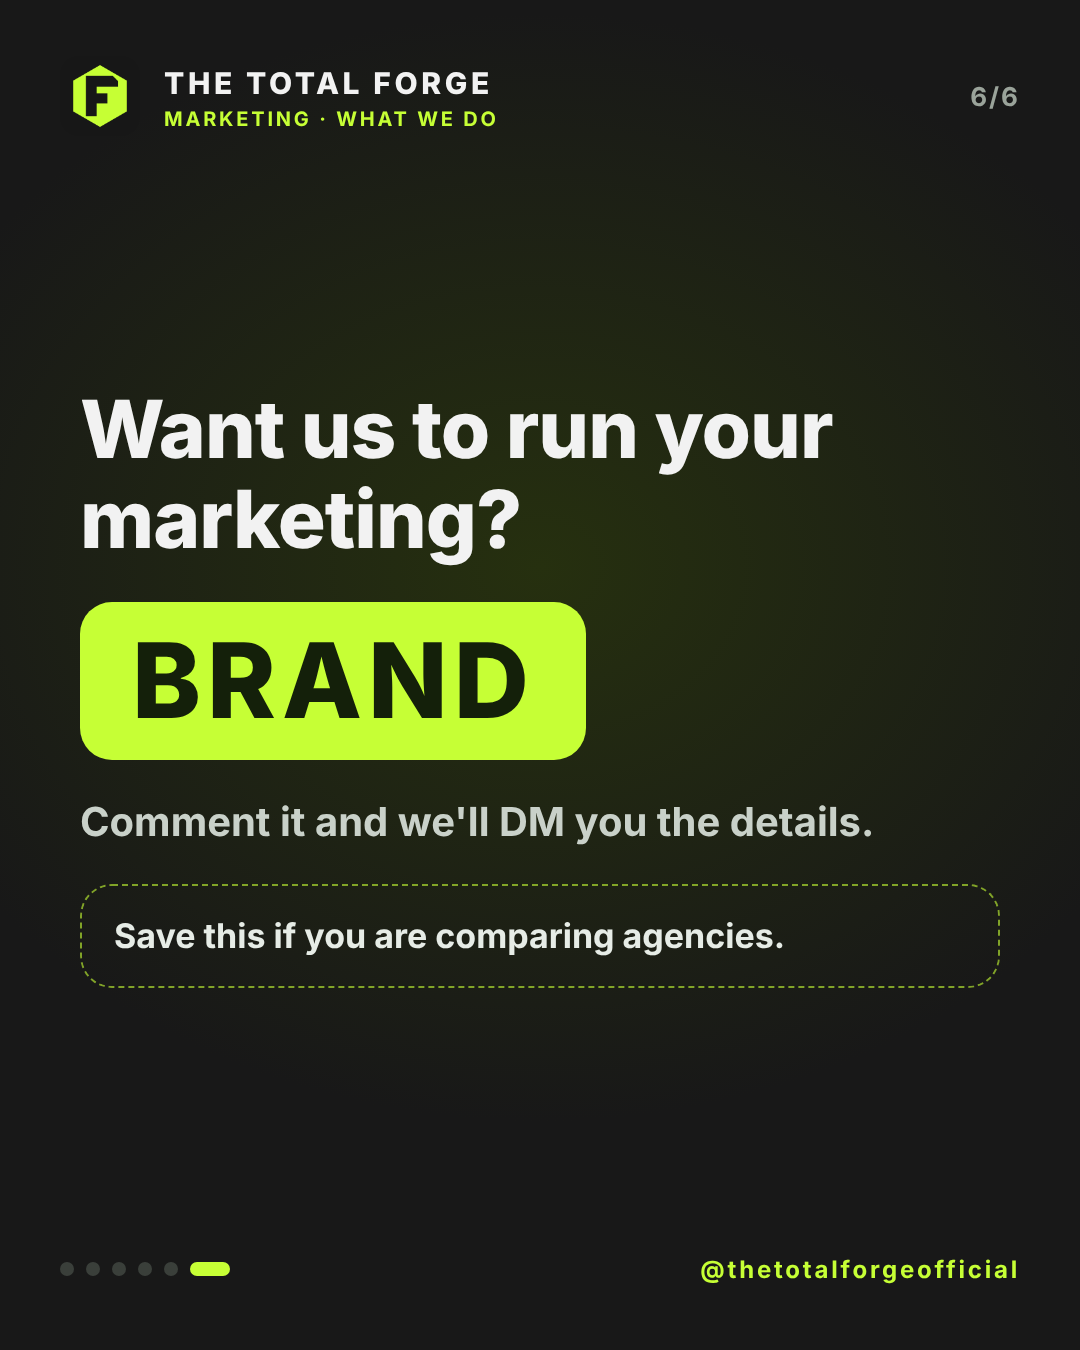 THE TOTAL FORGE
MARKETING · WHAT WE DO
6/6
Want us to run your
marketing?
BRAND
Comment it and we'll DM you the details.
Save this if you are comparing agencies.
@thetotalforgeofficial